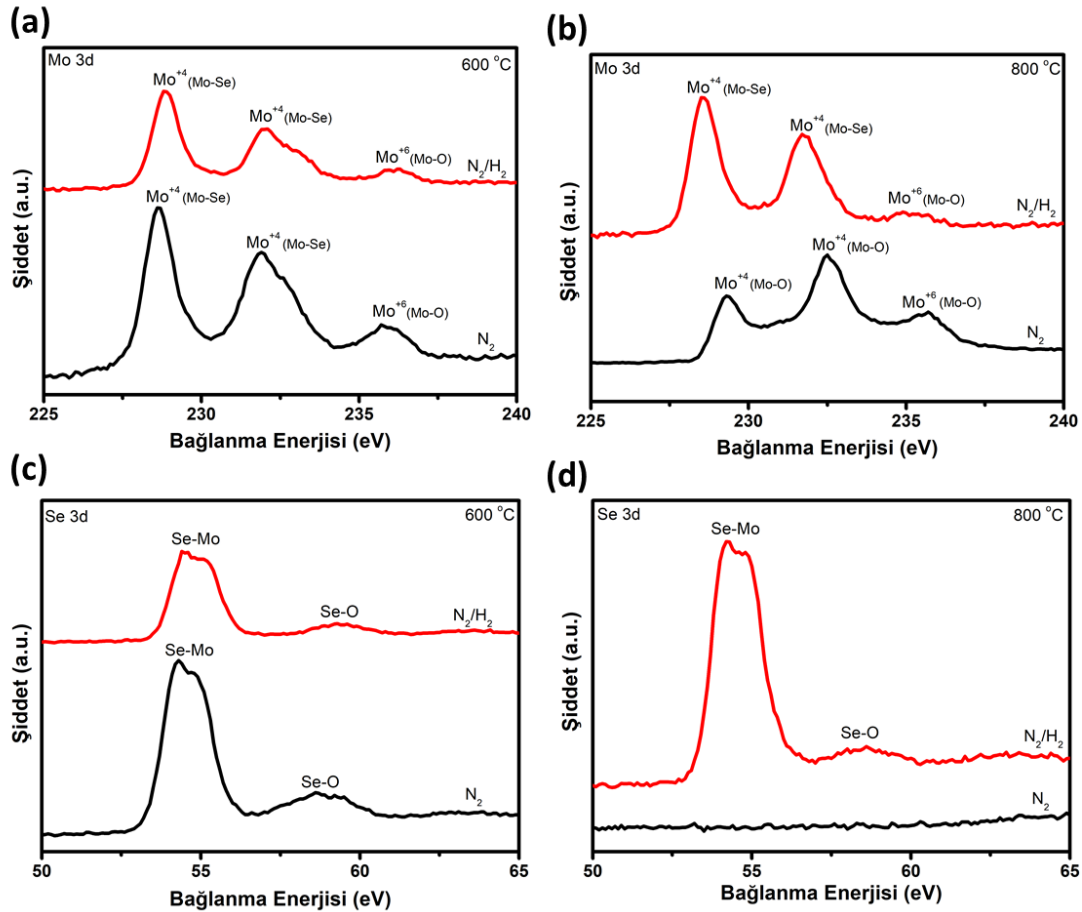 (a)
Mo 3d
600 °C
Mo+4(Mo-Se)
Mo+4(Mo-Se)
Mo+6(Mo-O)
N2/H2
Mo+4(Mo-Se)
Mo+4(Mo-Se)
Mo+6(Mo-O)
N2
Şiddet (a.u.)
225 230 235 240
Bağlanma Enerjisi (eV)
(b)
Mo 3d
800 °C
Mo+4(Mo-Se)
Mo+4(Mo-Se)
Mo+6(Mo-O)
N2/H2
Mo+4(Mo-O)
Mo+4(Mo-O)
Mo+6(Mo-O)
N2
Şiddet (a.u.)
225 230 235 240
Bağlanma Enerjisi (eV)
(c)
Se 3d
600 °C
Se-Mo
Se-O
N2/H2
Se-Mo
Se-O
N2
Şiddet (a.u.)
50 55 60 65
Bağlanma Enerjisi (eV)
(d)
Se 3d
800 °C
Se-Mo
Se-O
N2/H2
N2
Şiddet (a.u.)
50 55 60 65
Bağlanma Enerjisi (eV)